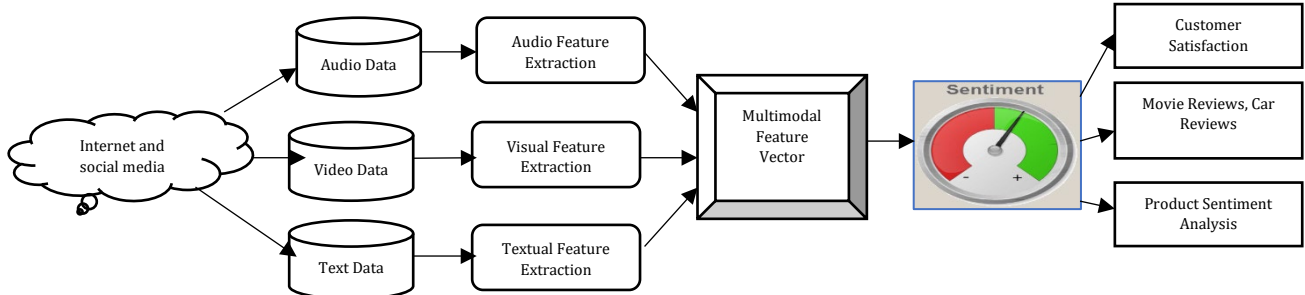 Internet and
social media
Audio Data
Video Data
Text Data
Audio Feature
Extraction
Visual Feature
Extraction
Textual Feature
Extraction
Multimodal
Feature
Vector
Sentiment
- +
Customer
Satisfaction
Movie Reviews, Car
Reviews
Product Sentiment
Analysis